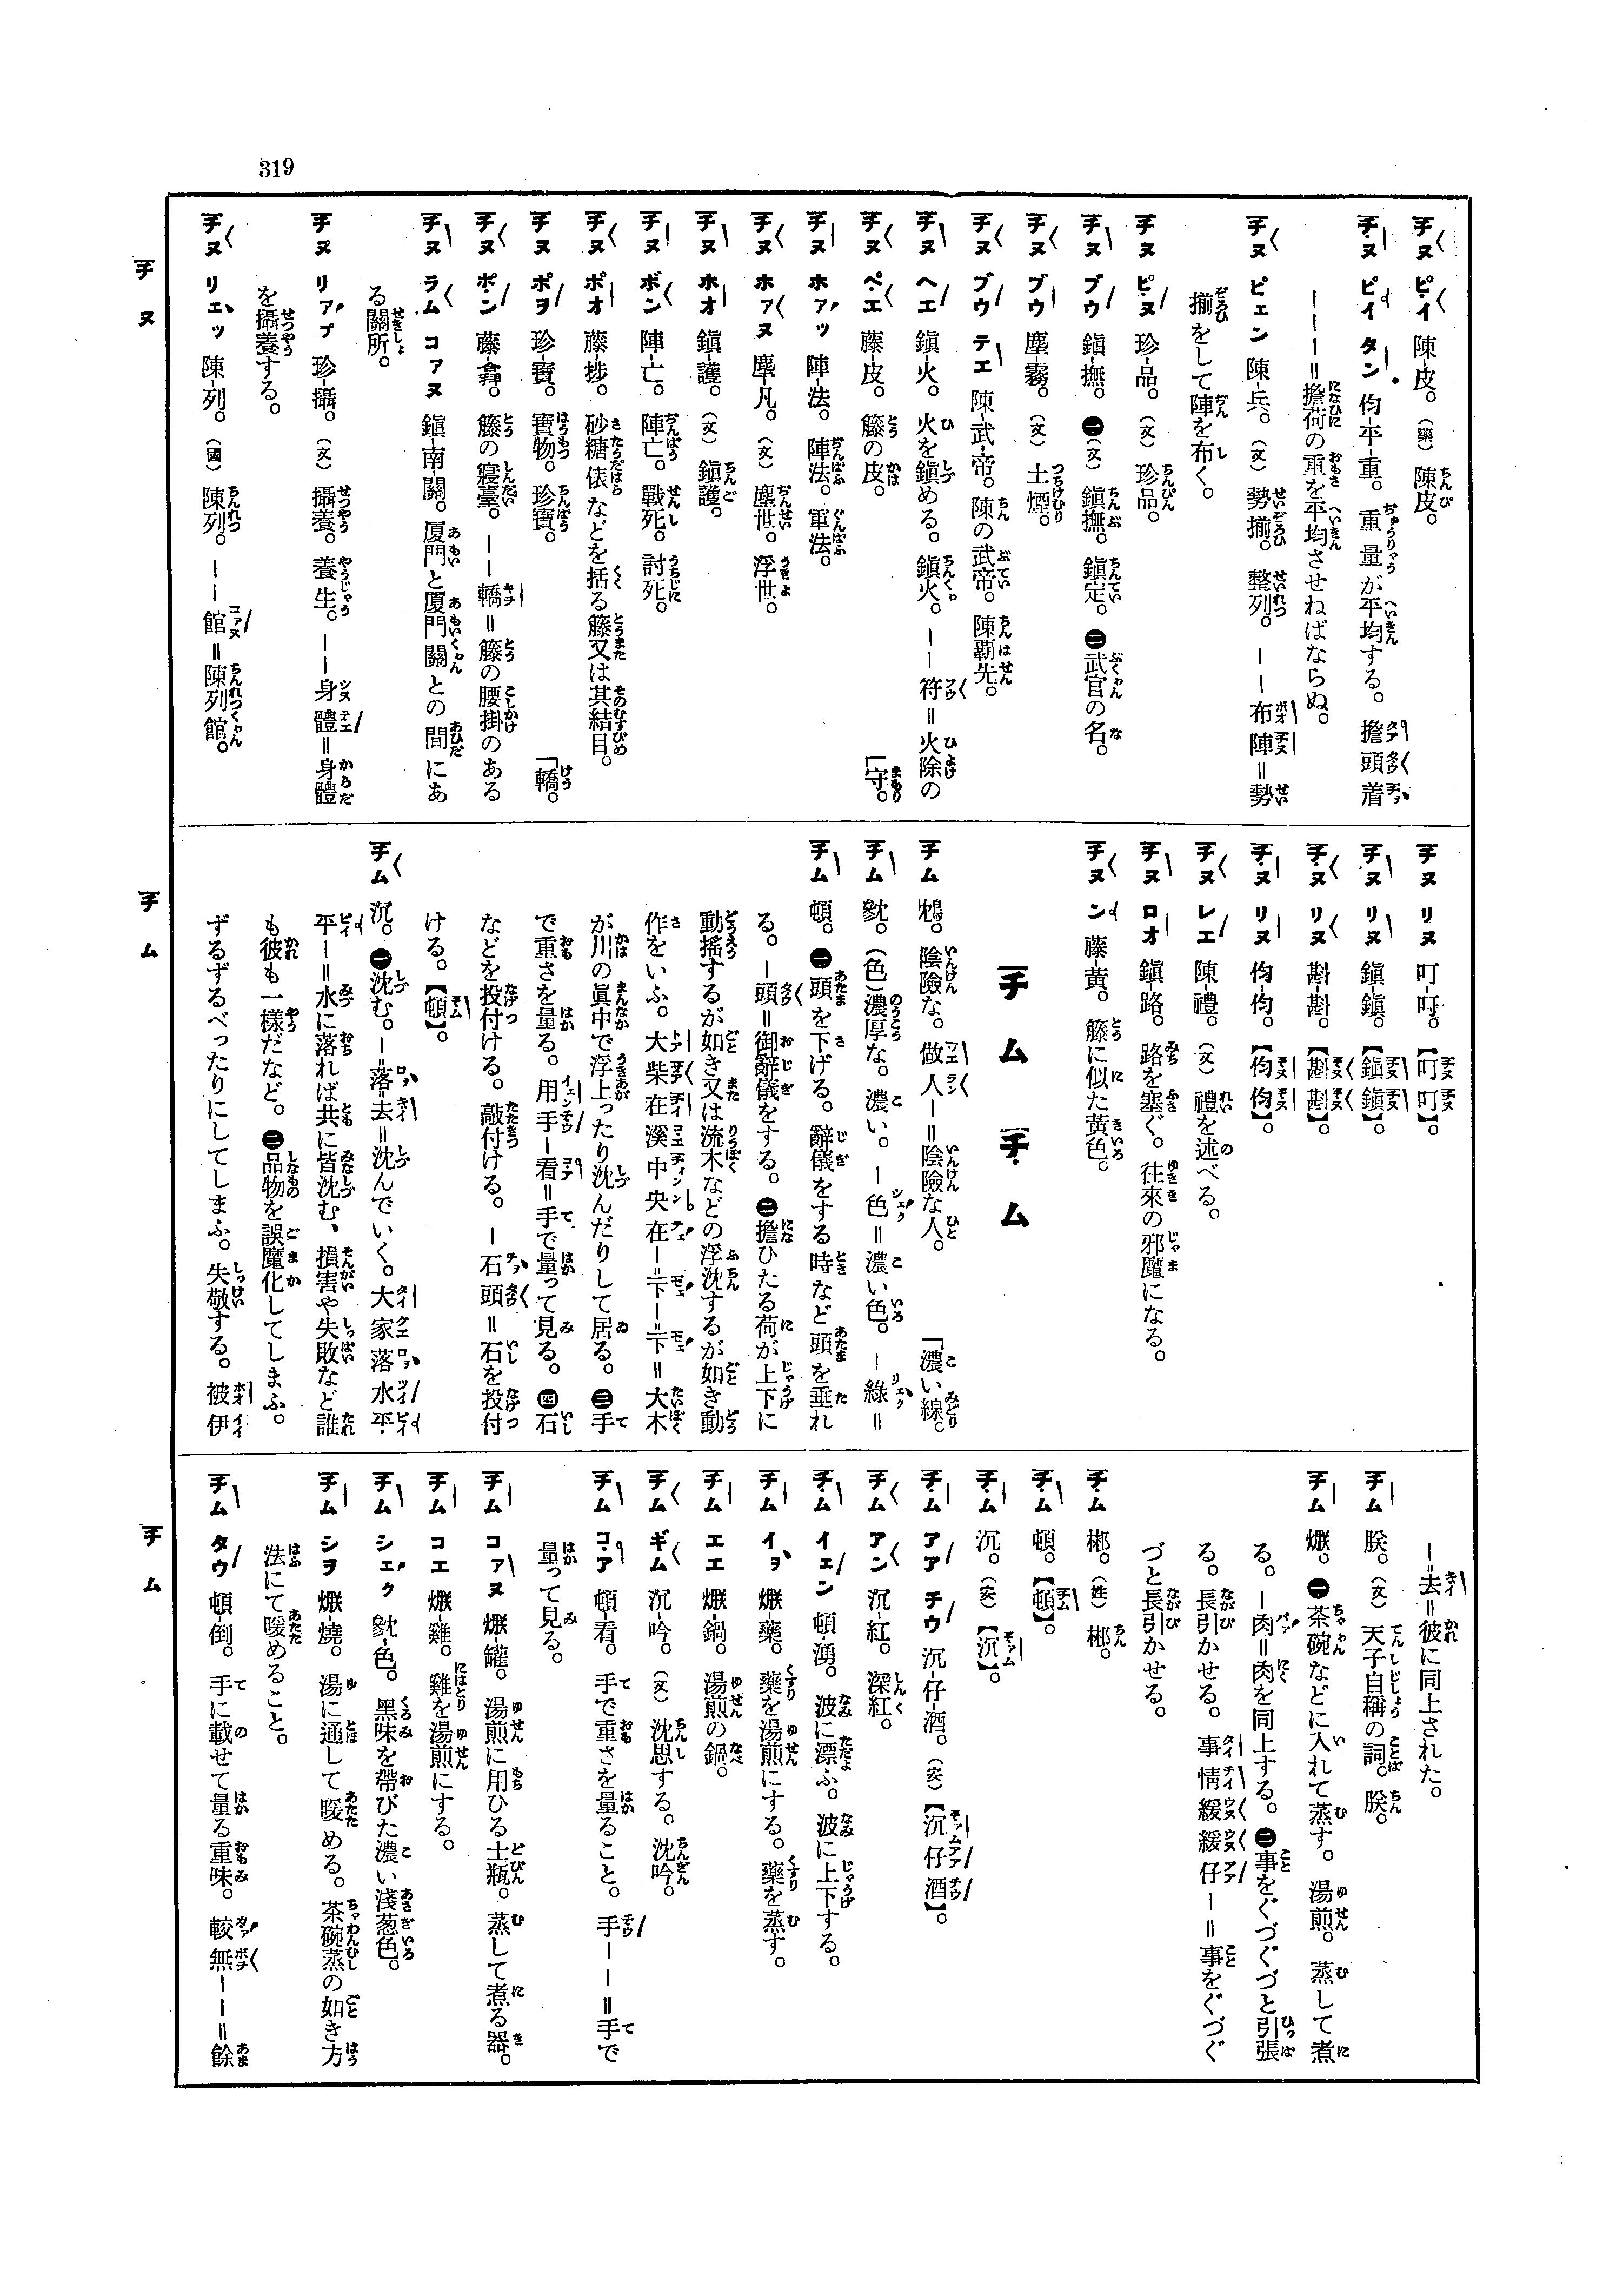 319
チヌ ピイ 陳-皮。(藥) 陳皮。
チヌ ピイ タン 均-平-重。重量が平均する。擔頭着
———=擔荷の重を平均させねばならぬ。
チヌ ピェン 陳-兵。(文) 勢揃。整列。——布陣=勢
揃をして陣を布く。
チヌ ピヌ 珍-品。(文) 珍品。
チヌ ブウ 鎭-撫。㊀(文) 鎭撫。鎭定。㊁武官の名。
チヌ ブウ 塵-霧。(文) 土煙。
チヌ ブウ テエ 陳-武-帝。陳の武帝。陳覇先。
チヌ ヘエ 鎭-火。火を鎭める。鎭火。——符=火除の
「守。
チヌ ペエ 藤-皮。籐の皮。
チヌ ホァッ 陣-法。陣法。軍法。
チヌ ホァヌ 塵-凡。(文) 塵世。浮世。
チヌ ホオ 鎭-護。(文) 鎭護。
チヌ ボン 陣-亡。陣亡。戰死。討死。
チヌ ポオ 藤-抄。砂糖俵などを括る籐又は其結目。
チヌ ポヲ 珍-寶。寶物。珍寶。
「轎。
チヌ ポン 藤-。籐の寢臺。——轎=籐の腰掛のある
チヌ ラム コァヌ 鎭-南-關。厦門と厦門關との間にあ
る關所。
チヌ リァプ 珍-攝。(文) 攝養。養生。——身體=身體
を攝養する。
チヌ リェッ 陳-列。(國) 陳列。——館=陳列館。
チヌ
チヌ リヌ 叮-。【叮叮】。
チヌ リヌ 鎭-鎭。【鎭鎭】。
チヌ リヌ 斟-斟。【斟斟】。
チヌ リヌ 均-均。【均均】。
チヌ レエ 陳-禮。(文) 禮を述べる。
チヌ ロオ 鎭-路。路を塞ぐ。往來の邪魔になる。
チヌ ン 藤-黄。籐に似た黄色。
チム チム
チム 鴆。陰險な。做人—=陰險な人。
「濃い綠。
チム 。(色)濃厚な。濃い。—色=濃い色。—綠=
チム 頓。㊀頭を下げる。辭儀をする時など頭を垂れ
る。—頭=御辭儀をする。㊁擔ひたる荷が上下に
動搖するが如き又は流木などの浮沈するが如き動
作をいふ。大柴在溪中央在—一下—一下=大木
が川の眞中で浮上ったり沈んだりして居る。㊂手
で重さを量る。用手—看=手で量って見る。㊃石
などを投付ける。敲付ける。—石頭=石を投付
ける。【頓】。
チム 沉。㊀沈む。—落去=沈んでいく。大家落水平
平—=水に落れば共に皆沈む、損害や失敗など誰
も彼も一樣だなど。㊁品物を誤魔化してしまふ。
ずるずるべったりにしてしまふ。失敬する。被伊
チム
—去=彼に同上された。
チム 朕。(文) 天子自稱の詞。朕。
チム 。㊀茶碗などに入れて蒸す。湯煎。蒸して煮
る。—肉=肉を同上する。㊁事をぐづぐづと引張
る。長引かせる。事情緩緩仔—=事をぐづぐ
づと長引かせる。
チム 郴。(姓) 郴。
チム 頓。【頓】。
チム 沉。(安)【沉】。
チム アア チウ 沉-仔-酒。(安)【沉仔酒】。
チム アン 沉-紅。深紅。
チム イェン 頓-湧。波に漂ふ。波に上下する。
チム イヲ -藥。藥を湯煎にする。藥を蒸す。
チム エエ -鍋。湯煎の鍋。
チム ギム 沉-吟。(文) 沈思する。沈吟。
チム コア 頓-看。手で重さを量ること。手——=手で
量って見る。
チム コァヌ -罐。湯煎に用ひる土瓶。蒸して煮る器。
チム コエ -雞。雞を湯煎にする。
チム シェク -色。黑味を帶びた濃い淺葱色。
チム シヲ -燒。湯に通して暖める。茶碗蒸の如き方
法にて暖めること。
チム タウ 頓-倒。手に載せて量る重味。較無——=餘
チム